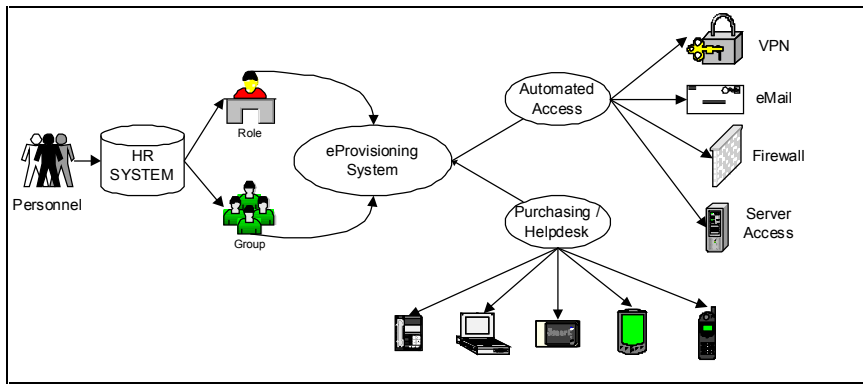 Personnel
HR
SYSTEM
Role
Group
eProvisioning
System
Automated
Access
Purchasing /
Helpdesk
VPN
eMail
Firewall
Server
Access